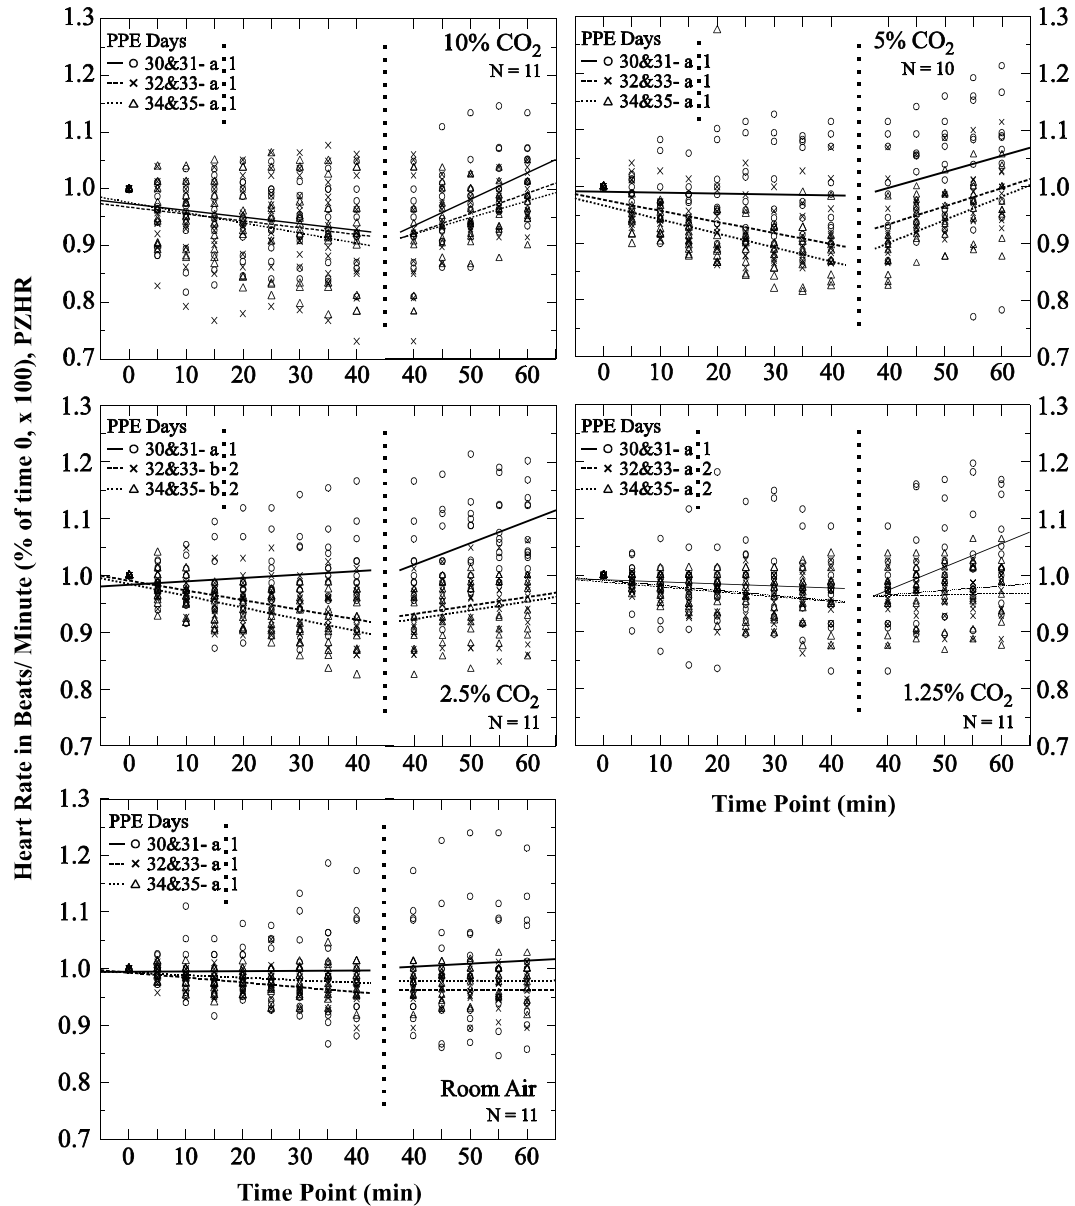 Heart Rate in Beats/ Minute (% of time 0, x 100), PZHR
1.3
1.2
1.1
1.0
0.9
0.8
0.7
PPE Days
30&31- a 1
32&33- a 1
34&35- a 1
10% CO2
N = 11
0 10 20 30 40 40 50 60
PPE Days
30&31- a 1
32&33- a 1
34&35- a 1
5% CO2
N = 10
1.3
1.2
1.1
1.0
0.9
0.8
0.7
0 10 20 30 40 40 50 60
1.3
1.2
1.1
1.0
0.9
0.8
0.7
PPE Days
30&31- a 1
32&33- b 2
34&35- b 2
2.5% CO2
N = 11
0 10 20 30 40 40 50 60
PPE Days
30&31- a 1
32&33- a 2
34&35- a 2
1.25% CO2
N = 11
1.3
1.2
1.1
1.0
0.9
0.8
0.7
0 10 20 30 40 40 50 60
Time Point (min)
1.3
1.2
1.1
1.0
0.9
0.8
0.7
PPE Days
30&31- a 1
32&33- a 1
34&35- a 1
Room Air
N = 11
0 10 20 30 40 40 50 60
Time Point (min)